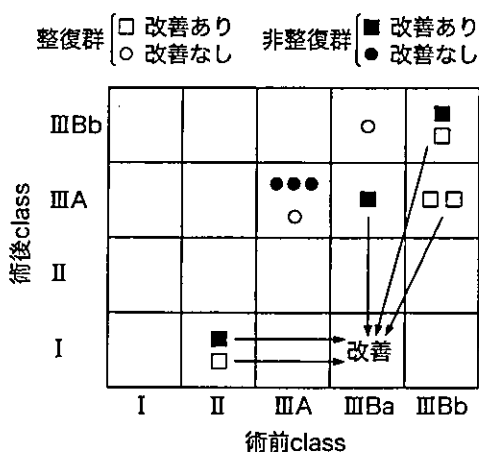 整復群 □ 改善あり 非整復群 ■ 改善あり
○ 改善なし ● 改善なし
術後class
ⅢBb
ⅢA
Ⅱ
Ⅰ
改善
Ⅰ Ⅱ ⅢA ⅢBa ⅢBb
術前class